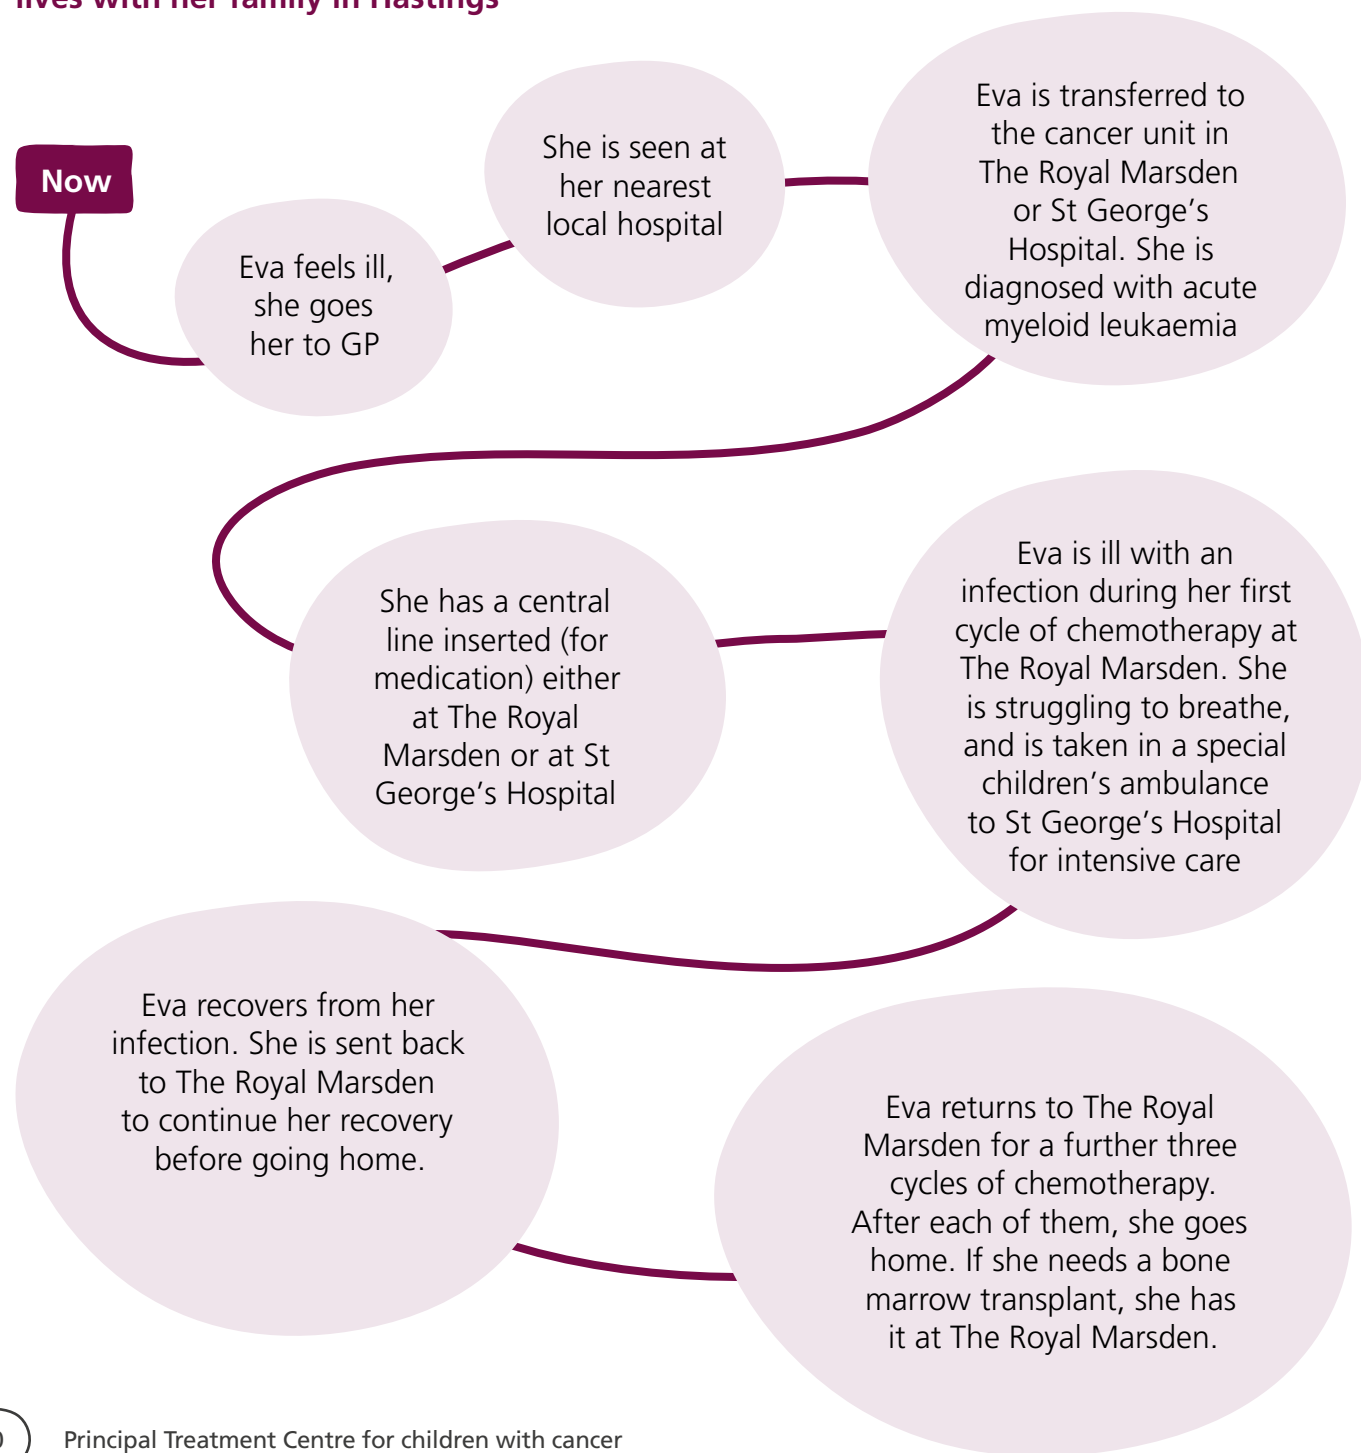 lives with her family in Hastings
Now
Eva feels ill,
she goes
her to GP
She is seen at
her nearest
local hospital
Eva is transferred to
the cancer unit in
The Royal Marsden
or St George’s
Hospital. She is
diagnosed with acute
myeloid leukaemia
She has a central
line inserted (for
medication) either
at The Royal
Marsden or at St
George’s Hospital
Eva is ill with an
infection during her first
cycle of chemotherapy at
The Royal Marsden. She
is struggling to breathe,
and is taken in a special
children’s ambulance
to St George’s Hospital
for intensive care
Eva recovers from her
infection. She is sent back
to The Royal Marsden
to continue her recovery
before going home.
Eva returns to The Royal
Marsden for a further three
cycles of chemotherapy.
After each of them, she goes
home. If she needs a bone
marrow transplant, she has
it at The Royal Marsden.
Principal Treatment Centre for children with cancer